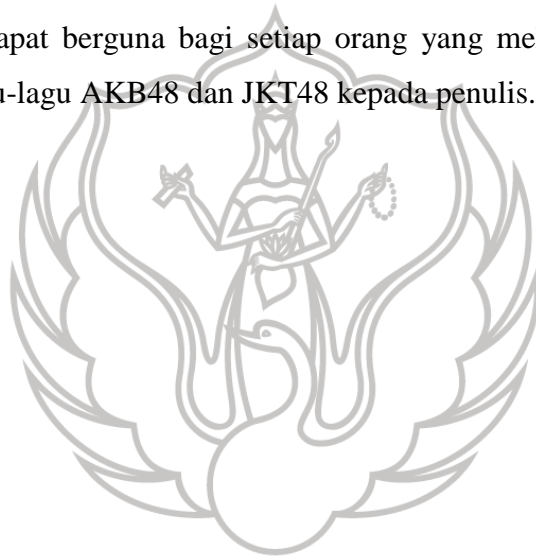 apat berguna bagi setiap orang yang me
u-lagu AKB48 dan JKT48 kepada penulis.